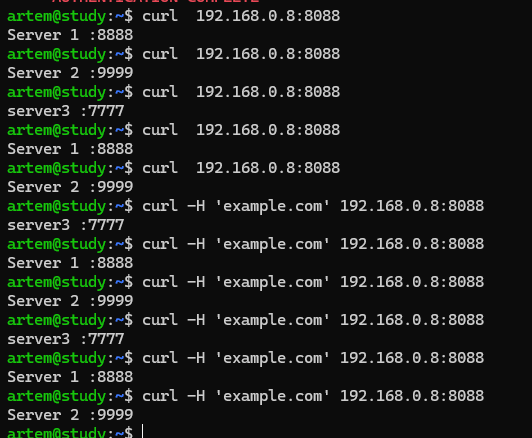 AUTHENTICATION COMPLETE
artem@study:~$ curl  192.168.0.8:8088
Server 1 :8888
artem@study:~$ curl  192.168.0.8:8088
Server 2 :9999
artem@study:~$ curl  192.168.0.8:8088
server3 :7777
artem@study:~$ curl  192.168.0.8:8088
Server 1 :8888
artem@study:~$ curl  192.168.0.8:8088
Server 2 :9999
artem@study:~$ curl -H 'example.com' 192.168.0.8:8088
server3 :7777
artem@study:~$ curl -H 'example.com' 192.168.0.8:8088
Server 1 :8888
artem@study:~$ curl -H 'example.com' 192.168.0.8:8088
Server 2 :9999
artem@study:~$ curl -H 'example.com' 192.168.0.8:8088
server3 :7777
artem@study:~$ curl -H 'example.com' 192.168.0.8:8088
Server 1 :8888
artem@study:~$ curl -H 'example.com' 192.168.0.8:8088
Server 2 :9999
artem@study:~$